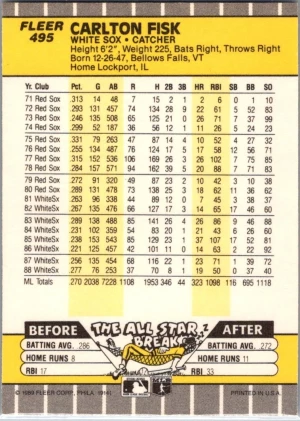 FLEER
495
CARLTON FISK
WHITE SOX • CATCHER
Height 6'2", Weight 225, Bats Right, Throws Right
Born 12-26-47, Bellows Falls, VT
Home Lockport, IL
Yr. Club Pct. G AB R H 2B 3B HR RBI SB BB SO
71 Red Sox .313 14 48 7 15 2 1 2 6 0 1 10
72 Red Sox .293 131 457 74 134 28 9 22 61 5 52 83
73 Red Sox .246 135 508 65 125 21 0 26 71 7 37 99
74 Red Sox .299 52 187 36 56 12 1 11 26 5 24 23
75 Red Sox .331 79 263 47 87 14 4 10 52 4 27 32
76 Red Sox .255 134 487 76 124 17 5 17 58 12 56 71
77 Red Sox .315 152 536 106 169 26 3 26 102 7 75 85
78 Red Sox .284 157 571 94 162 39 5 20 88 7 71 83
79 Red Sox .272 91 320 49 87 23 2 10 42 3 10 38
80 Red Sox .289 131 478 73 138 25 3 18 62 11 36 62
81 WhiteSx .263 96 338 44 89 12 0 7 45 3 38 37
82 WhiteSx .267 135 476 66 127 17 3 14 65 17 46 60
83 WhiteSx .289 138 488 85 141 26 4 26 86 9 46 88
84 WhiteSx .231 102 359 54 83 20 1 21 43 6 26 60
85 WhiteSx .238 153 543 85 129 23 1 37 107 17 52 81
86 WhiteSx .221 125 457 42 101 11 0 14 63 2 22 92
87 WhiteSx .256 135 454 68 116 22 1 23 71 1 39 72
88 WhiteSx .277 76 253 37 70 8 1 19 50 0 37 40
ML Totals .270 2038 7228 1108 1953 346 44 323 1098 116 695 1118
BEFORE
THE ALL STAR BREAK
AFTER
BATTING AVG. .286
HOME RUNS 8
RBI 17
BATTING AVG. .272
HOME RUNS 11
RBI 33
© 1989 FLEER CORP., PHILA. 19141
PRINTED IN U.S.A.